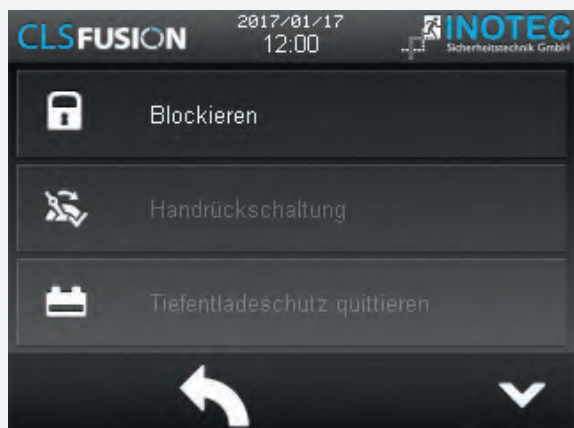 CLSFUSION
2017/01/17
12:00
INOTEC
Sicherheitstechnik GmbH
Blockieren
Handrückschaltung
Tiefentladeschutz quittieren